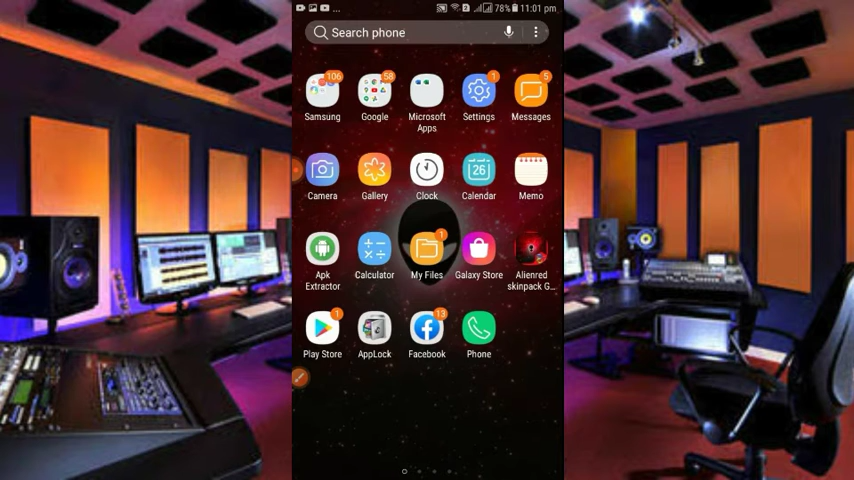 ... 78% 11:01 pm
Search phone
106 58 1 5
Samsung Google Microsoft Apps Settings Messages
26
Camera Gallery Clock Calendar Memo
1
Apk Extractor Calculator My Files Galaxy Store Alienred skinpack G...
1 13
Play Store AppLock Facebook Phone